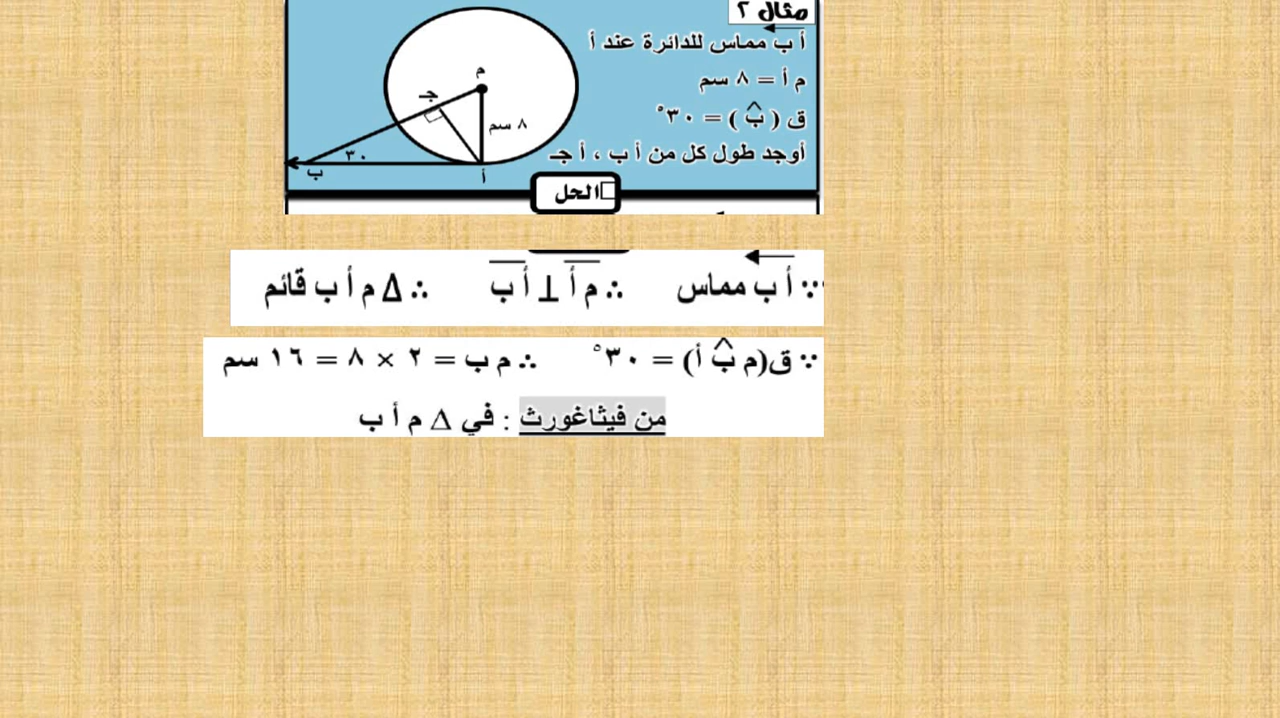 مثال ٢
أ ب مماس للدائرة عند أ
م أ = ٨ سم
ق ( ب̂ ) = ٣٠°
أوجد طول كل من أ ب ، أ جـ
م
جـ
٨ سم
٣٠
ب
أ
الحل
∵ أ ب مماس ∴ م أ ⊥ أ ب ∴ Δ م أ ب قائم
∵ ق(م ب̂ أ) = ٣٠° ∴ م ب = ٢ × ٨ = ١٦ سم
من فيثاغورث : في Δ م أ ب